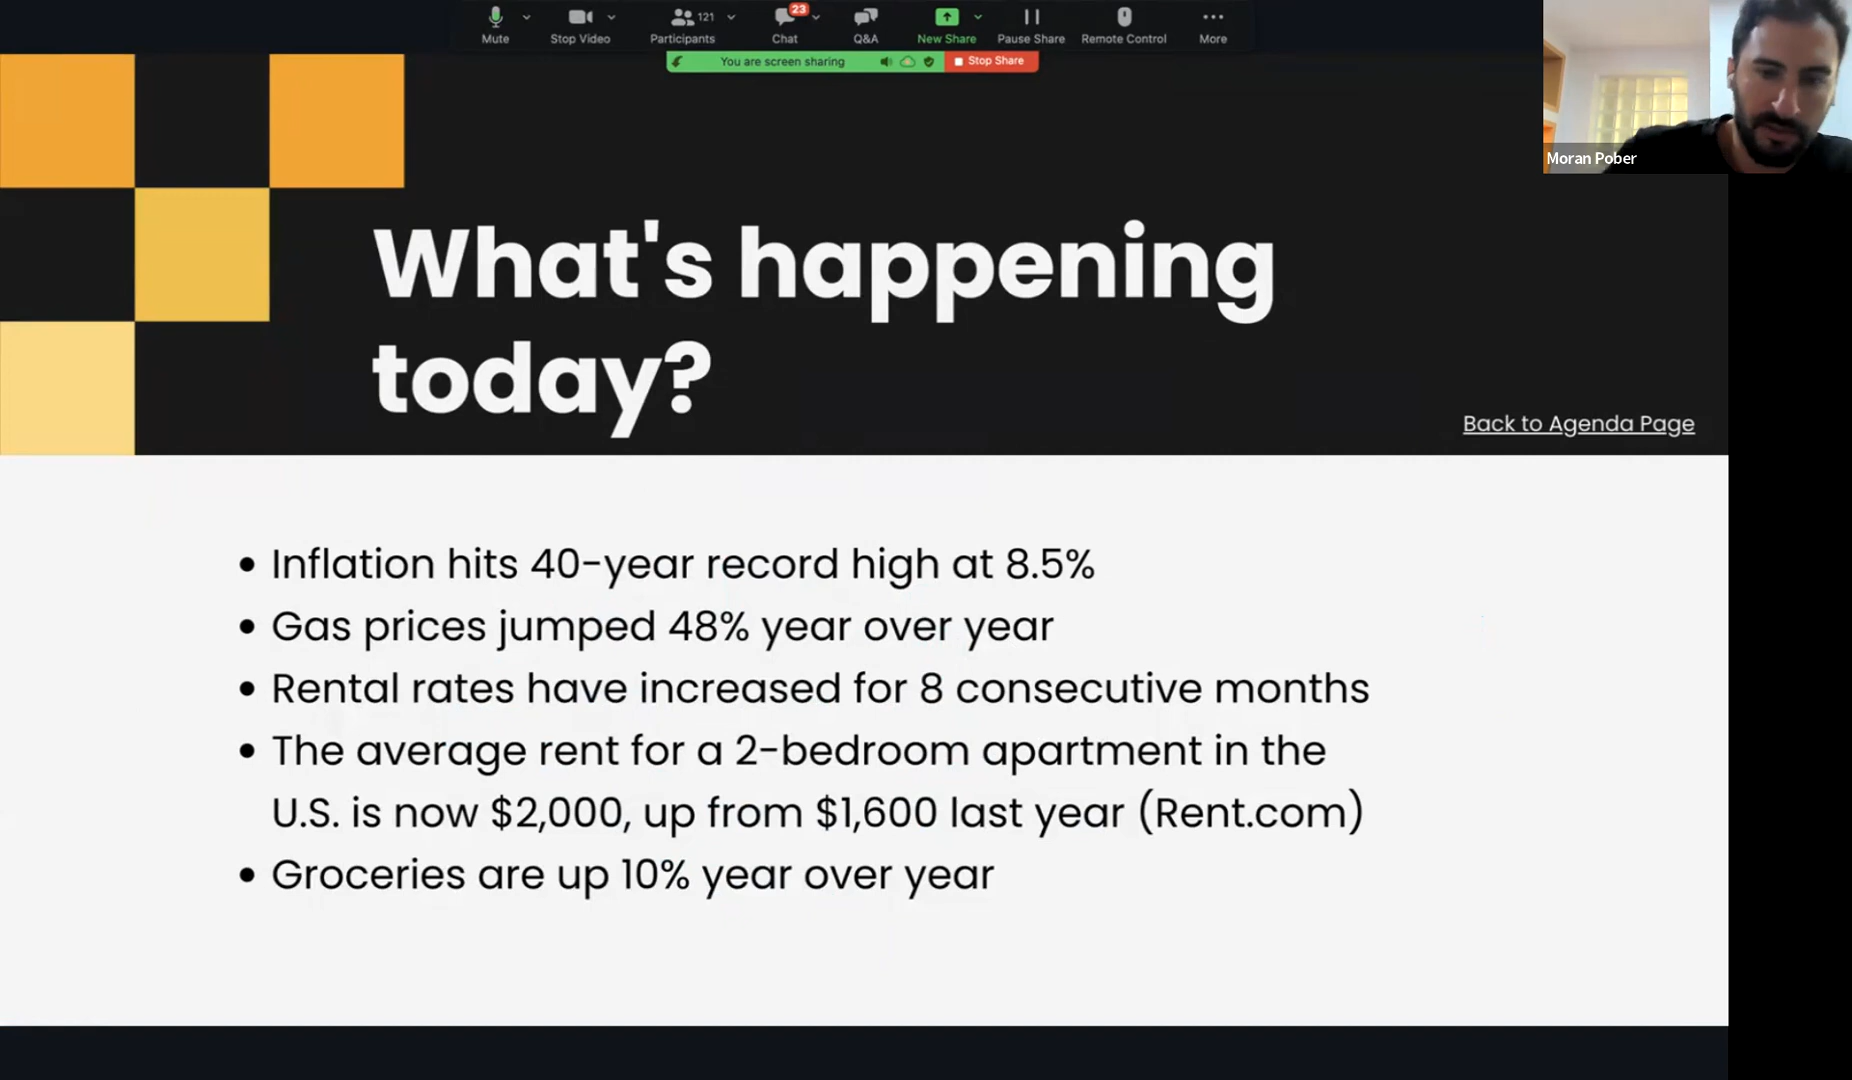 121
23
Mute
Stop Video
Participants
Chat
Q&A
New Share
Pause Share
Remote Control
More
You are screen sharing
Stop Share
Moran Pober
What's happening
today?
Back to Agenda Page
• Inflation hits 40-year record high at 8.5%
• Gas prices jumped 48% year over year
• Rental rates have increased for 8 consecutive months
• The average rent for a 2-bedroom apartment in the
U.S. is now $2,000, up from $1,600 last year (Rent.com)
• Groceries are up 10% year over year